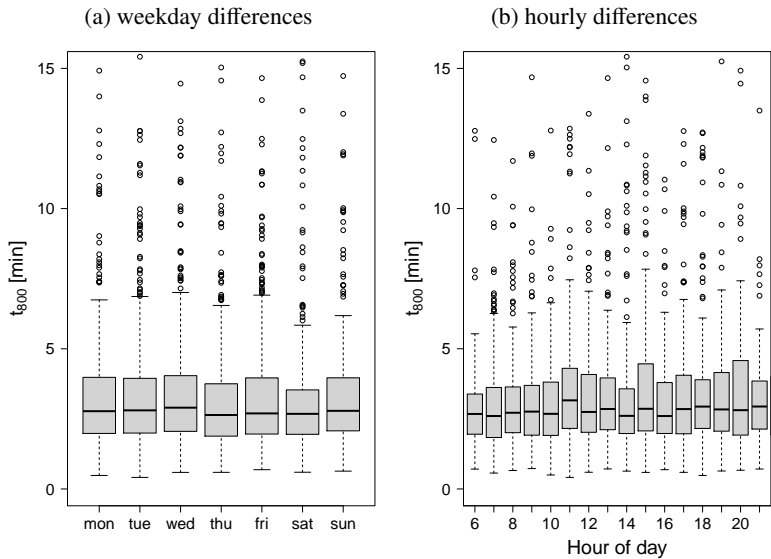 (a) weekday differences
(b) hourly differences
15
10
5
0
t800 [min]
mon tue wed thu fri sat sun
15
10
5
0
t800 [min]
6 8 10 12 14 16 18 20
Hour of day